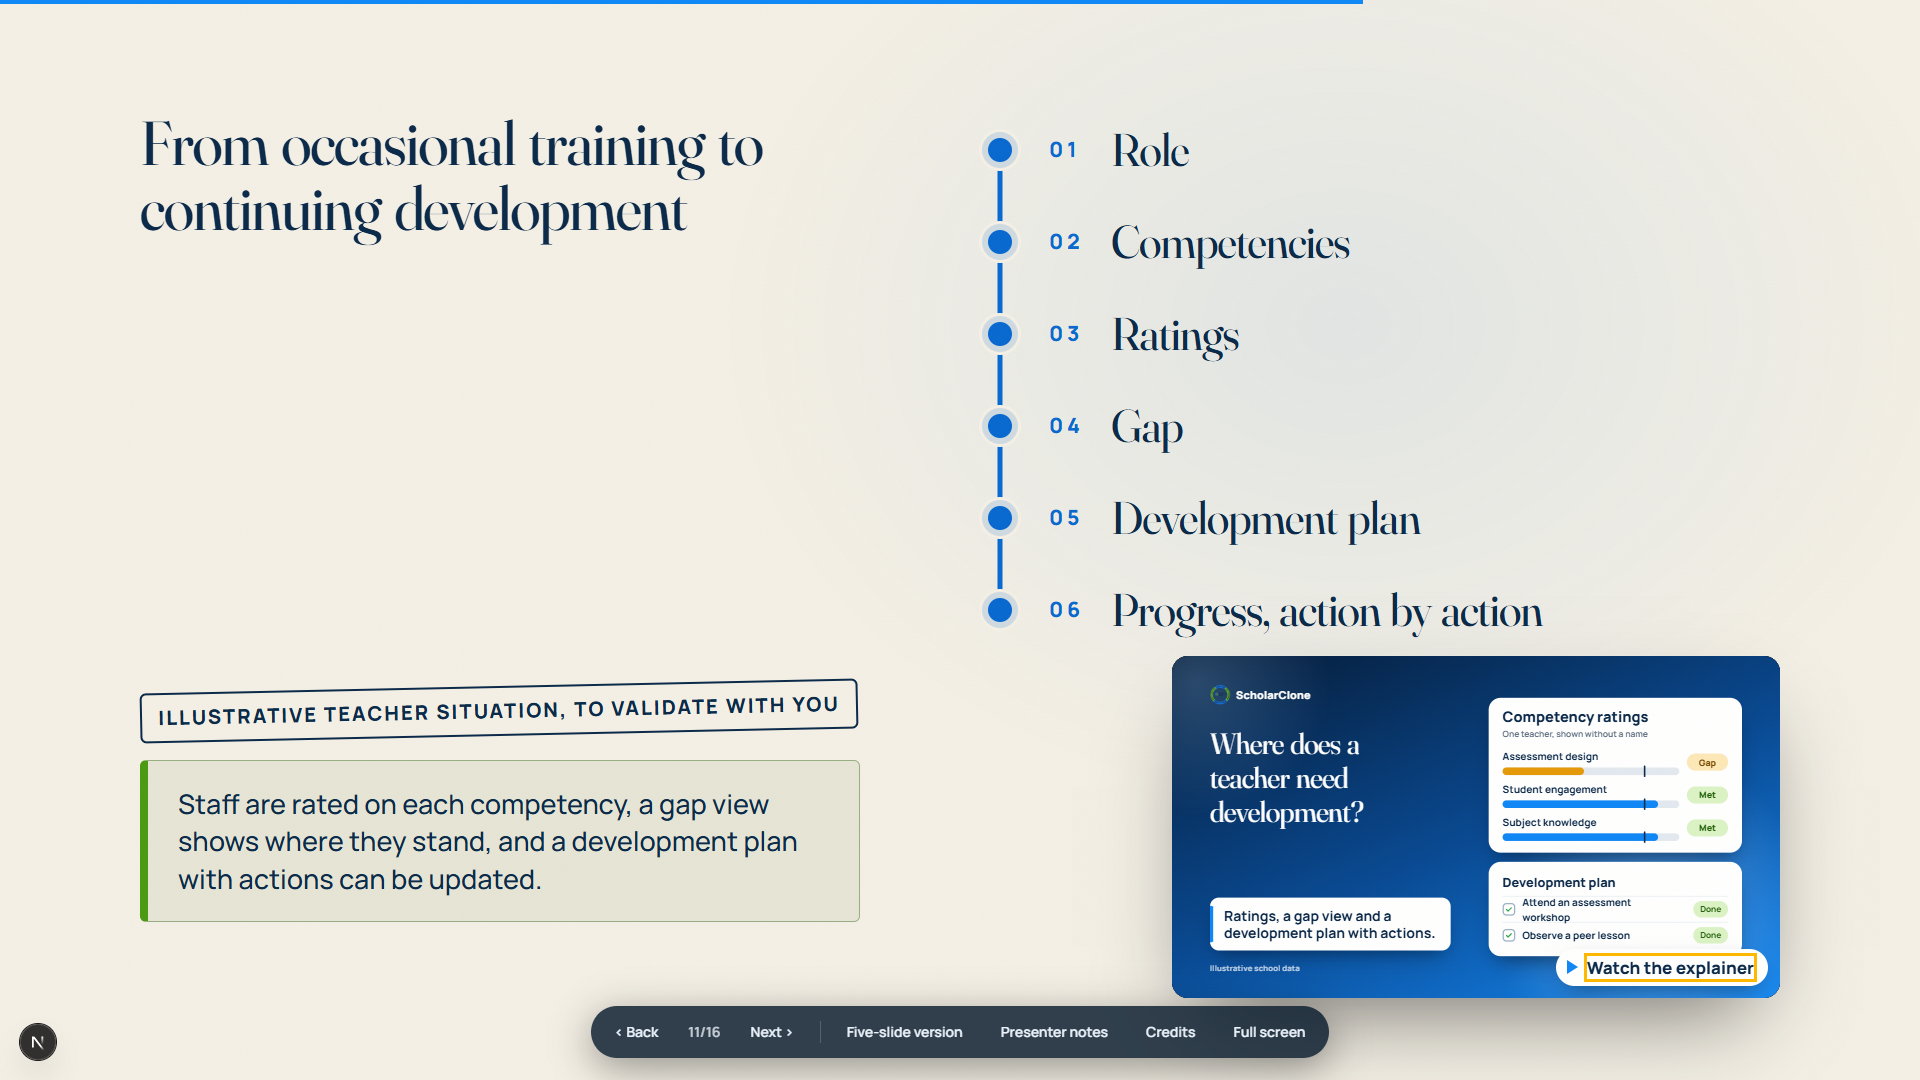 From occasional training to
continuing development
01 Role
02 Competencies
03 Ratings
04 Gap
05 Development plan
06 Progress, action by action
ILLUSTRATIVE TEACHER SITUATION, TO VALIDATE WITH YOU
Staff are rated on each competency, a gap view
shows where they stand, and a development plan
with actions can be updated.
ScholarClone
Where does a
teacher need
development?
Ratings, a gap view and a
development plan with actions.
Illustrative school data
Competency ratings
One teacher, shown without a name
Assessment design Gap
Student engagement Met
Subject knowledge Met
Development plan
Attend an assessment
workshop Done
Observe a peer lesson Done
Watch the explainer
‹ Back 11/16 Next › Five-slide version Presenter notes Credits Full screen
N